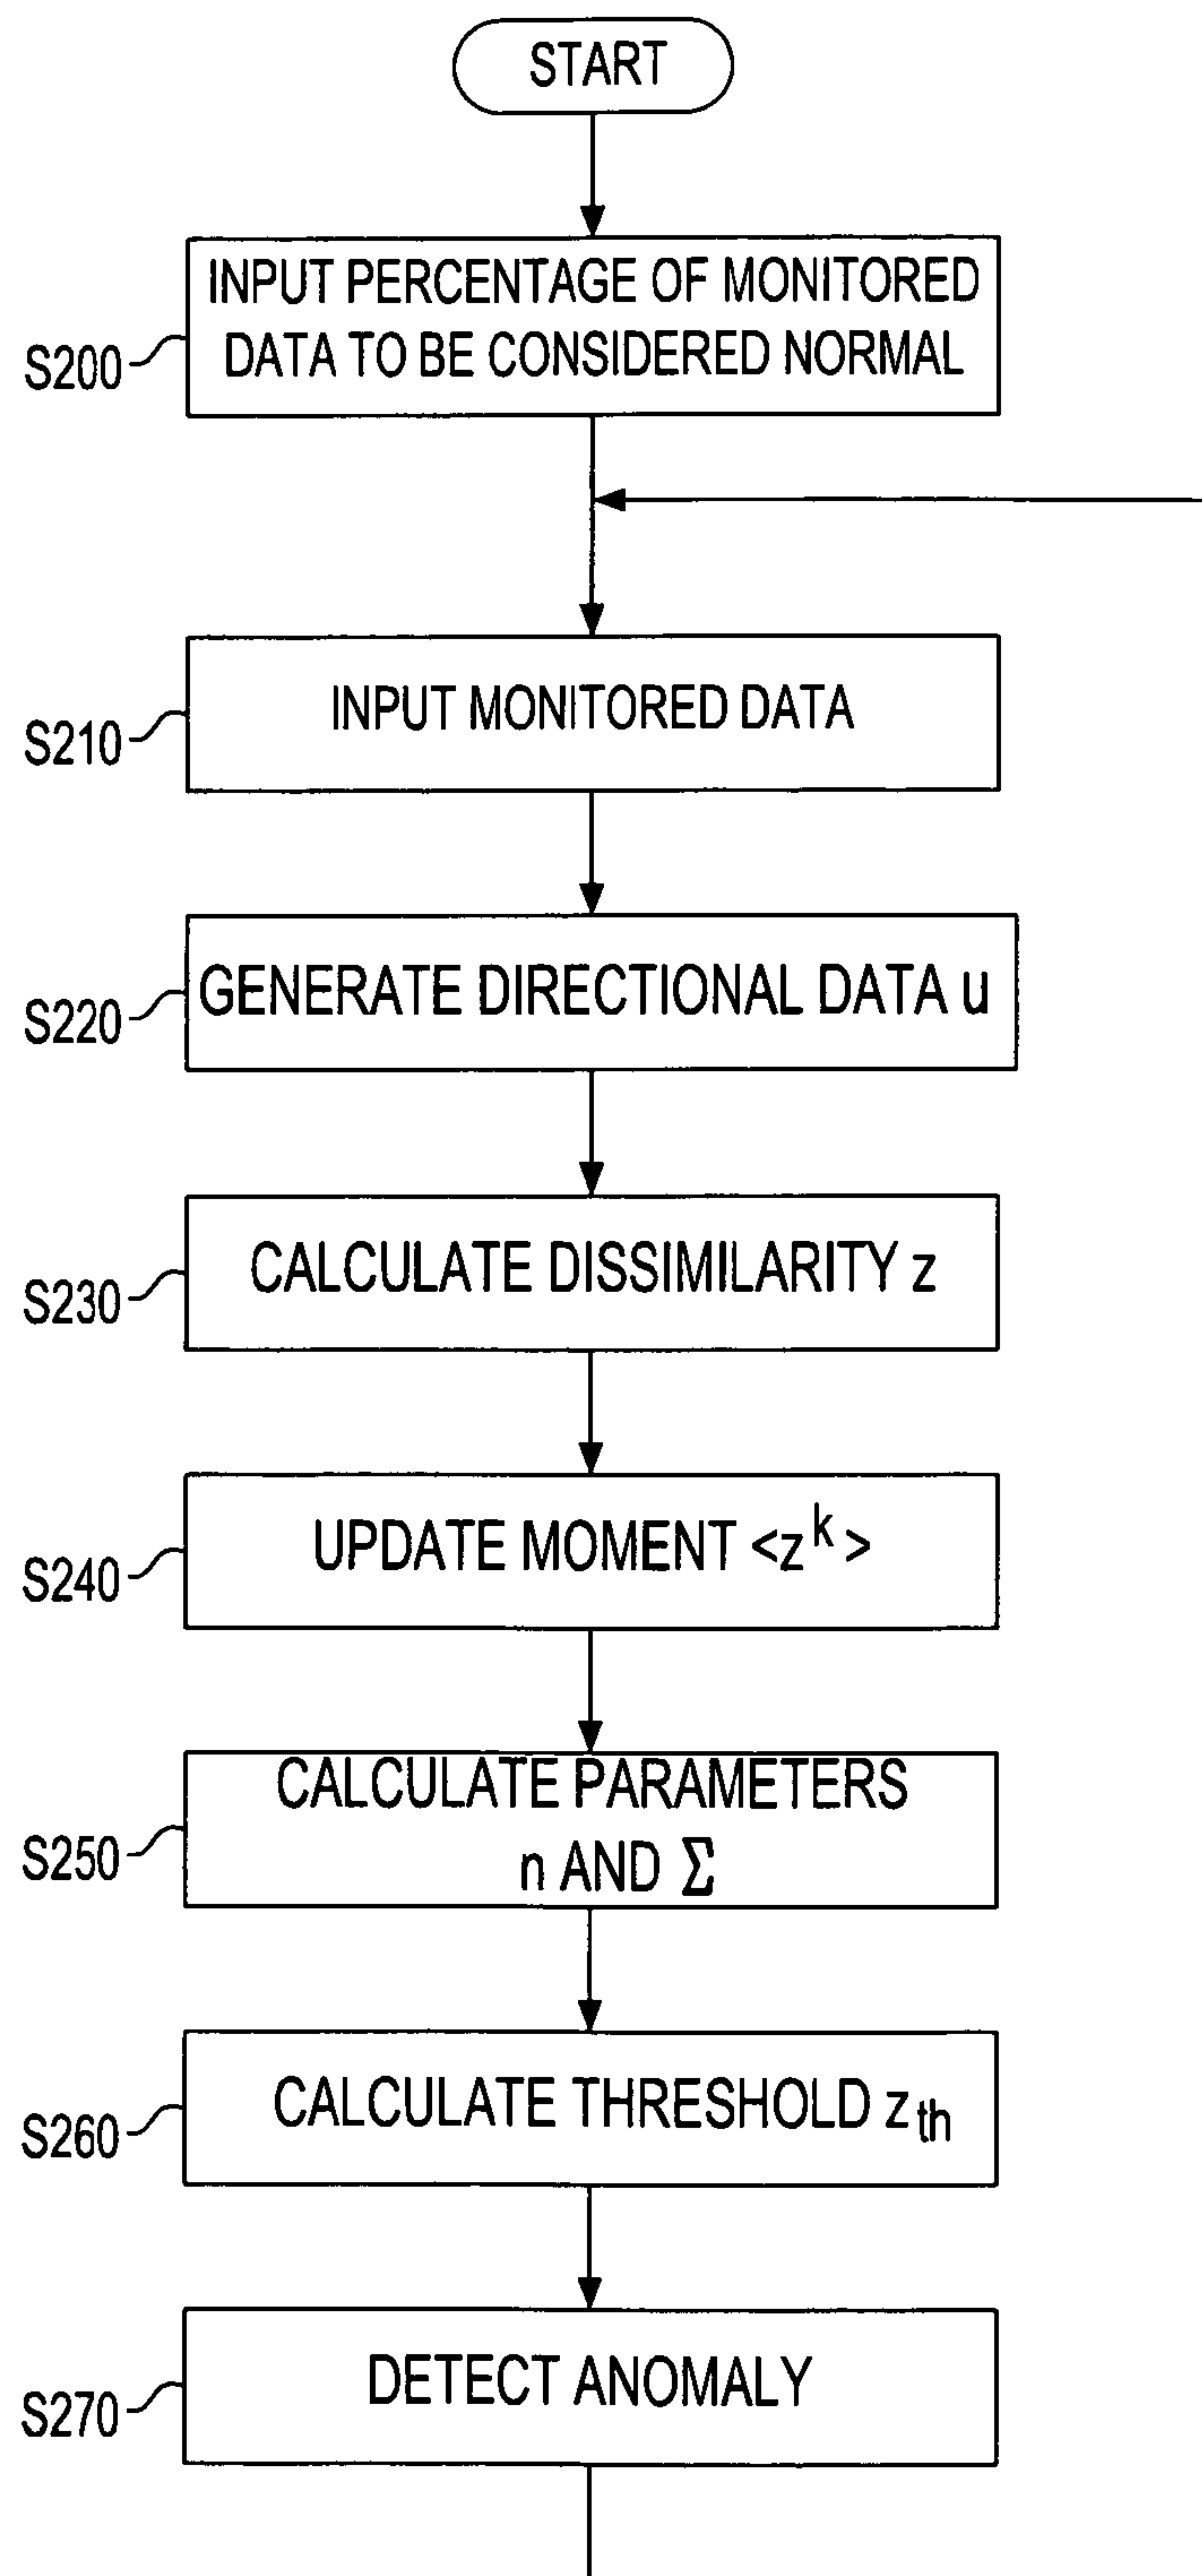 START
INPUT PERCENTAGE OF MONITORED
DATA TO BE CONSIDERED NORMAL
S200
INPUT MONITORED DATA
S210
GENERATE DIRECTIONAL DATA u
S220
CALCULATE DISSIMILARITY z
S230
UPDATE MOMENT <z^k>
S240
CALCULATE PARAMETERS
n AND Σ
S250
CALCULATE THRESHOLD z_th
S260
DETECT ANOMALY
S270